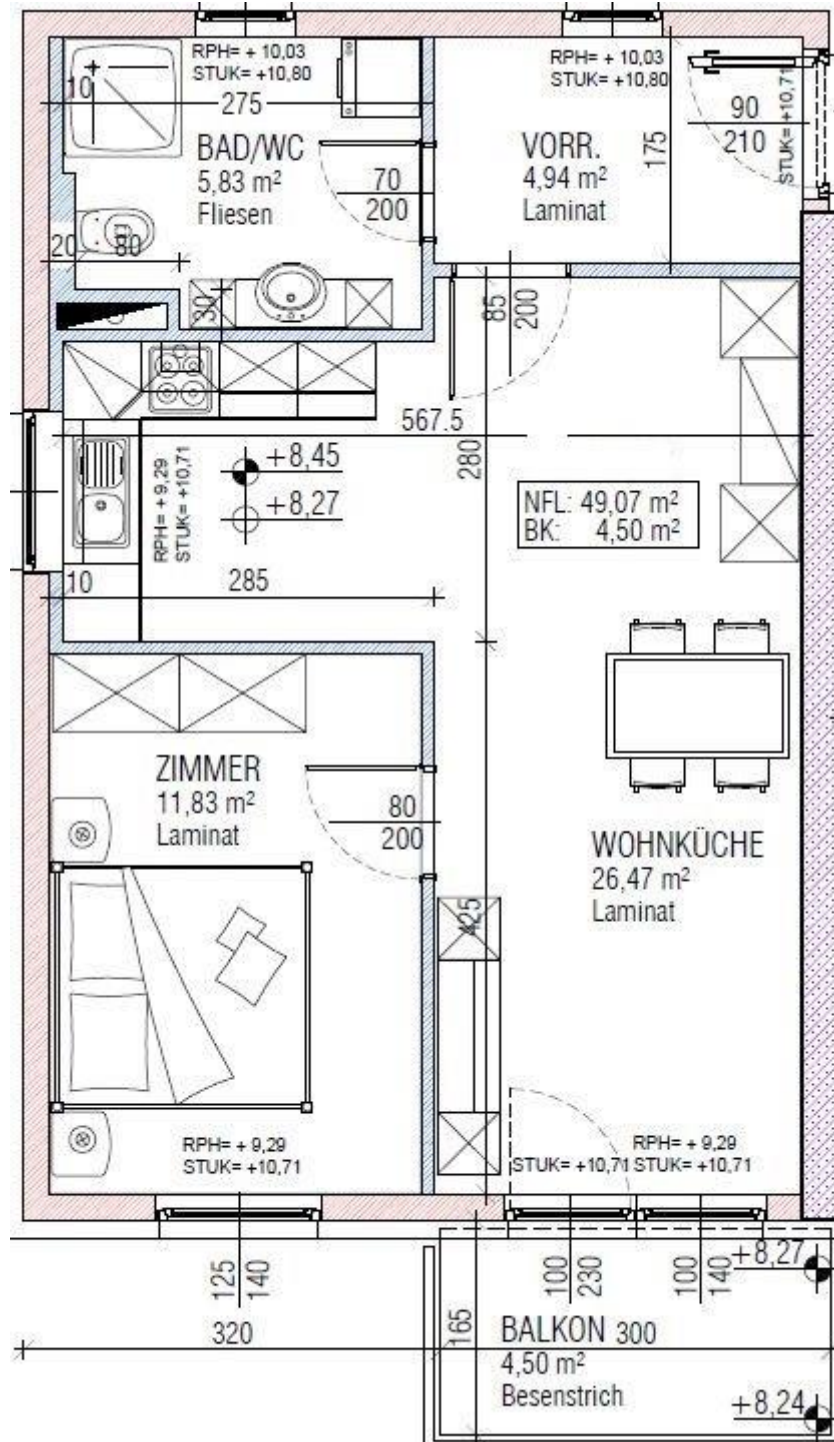 RPH= + 10,03
STUK= +10,80
RPH= + 10,03
STUK= +10,80
10
275
90
210
STUK= +10,71
BAD/WC
5,83 m²
Fliesen
70
200
VORR.
4,94 m²
Laminat
175
20
80
30
85
200
567.5
+8,45
+8,27
RPH= + 9,29
STUK= +10,71
280
NFL: 49,07 m²
BK: 4,50 m²
10
285
ZIMMER
11,83 m²
Laminat
80
200
WOHNKÜCHE
26,47 m²
Laminat
425
RPH= + 9,29
STUK= +10,71
RPH= + 9,29
STUK= +10,71
STUK= +10,71
125
140
100
230
100
140
+8,27
320
165
BALKON
300
4,50 m²
Besenstrich
+8,24